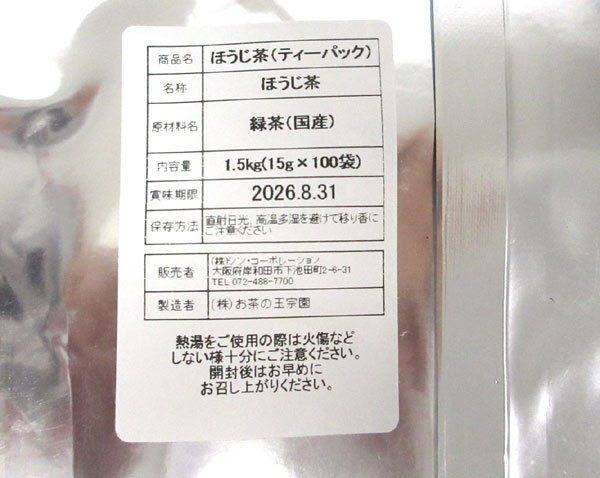 商品名 ほうじ茶(ティーパック)
名称 ほうじ茶
原材料名 緑茶(国産)
内容量 1.5kg(15g×100袋)
賞味期限 2026.8.31
保存方法 直射日光、高温多湿を避けて移り香に
ご注意ください
販売者 (株)ドン・コーポレーション
大阪府岸和田市下池田町2-6-31
TEL 072-488-7700
製造者 (株)お茶の王宗園
熱湯をご使用の際は火傷など
しない様十分にご注意ください。
開封後はお早めに
お召し上がりください。